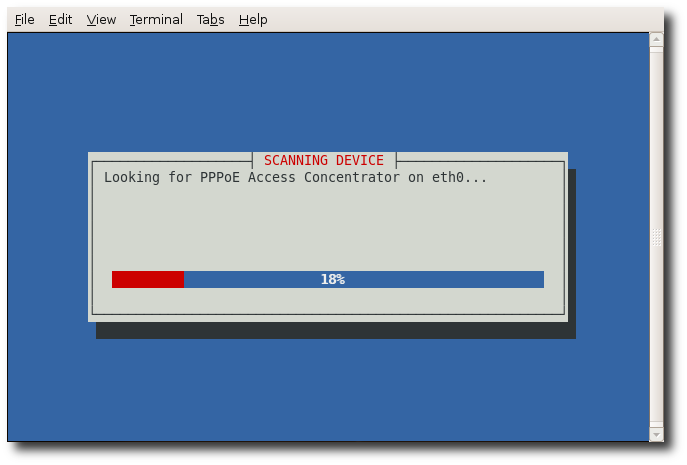 File Edit View Terminal Tabs Help
SCANNING DEVICE
Looking for PPPoE Access Concentrator on eth0...
18%